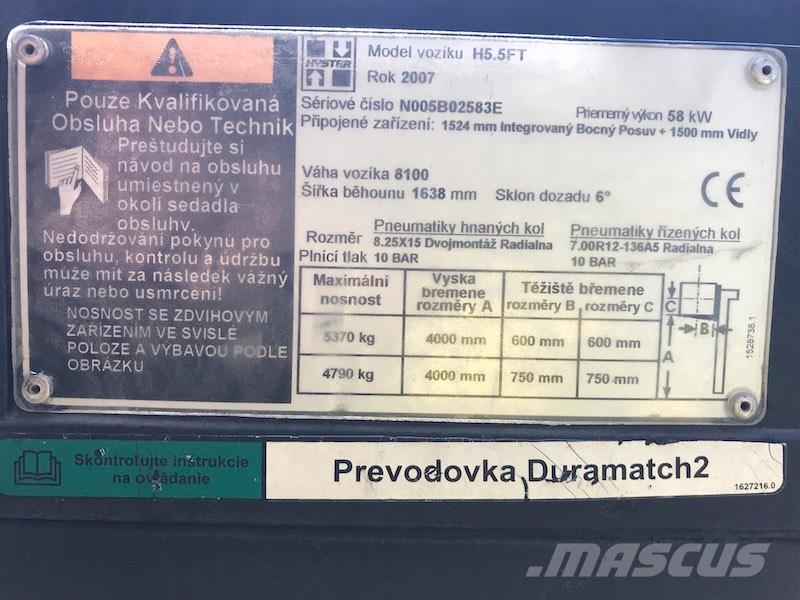 Pouze Kvalifikovaná
Obsluha Nebo Technik
Preštudujte si
návod na obsluhu
umiestnený v
okolí sedadla
obsluhv.
Nedodržování pokynu pro
obsluhu, kontrolu a údržbu
může mit za následek vážný
úraz nebo usmrcení!
NOSNOST SE ZDVIHOVYM
ZAŘIZENIM VE SVISLÉ
POLOZE A VÝBAVOU PODLE
OBRÁZKU
HYSTER
Model vozíku H5.5FT
Rok 2007
Sériové číslo N005B02583E Priemerný výkon 58 kW
Připojené zařízení: 1524 mm Integrovaný Bocný Posuv + 1500 mm Vidly
Váha vozika 8100
Šířka běhounu 1638 mm Sklon dozadu 6°
CE
Pneumatiky hnaných kol Pneumatiky řízených kol
Rozměr 8.25X15 Dvojmontáž Radialna 7.00R12-136A5 Radialna
Plnící tlak 10 BAR 10 BAR
Maximální nosnost Vyska bremene rozměry A Těžiště břemene rozměry B rozměry C
5370 kg 4000 mm 600 mm 600 mm
4790 kg 4000 mm 750 mm 750 mm
C
B
A
1528738.1
Skontrolujte instrukcie
na ovládanie
Prevodovka Duramatch2
1627216.0
MASCUS